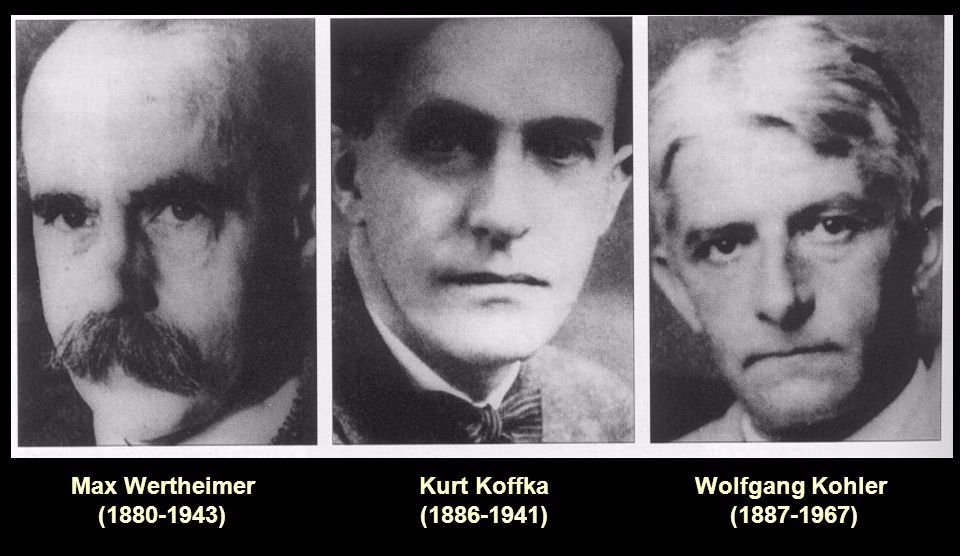 Max Wertheimer
(1880-1943)
Kurt Koffka
(1886-1941)
Wolfgang Kohler
(1887-1967)